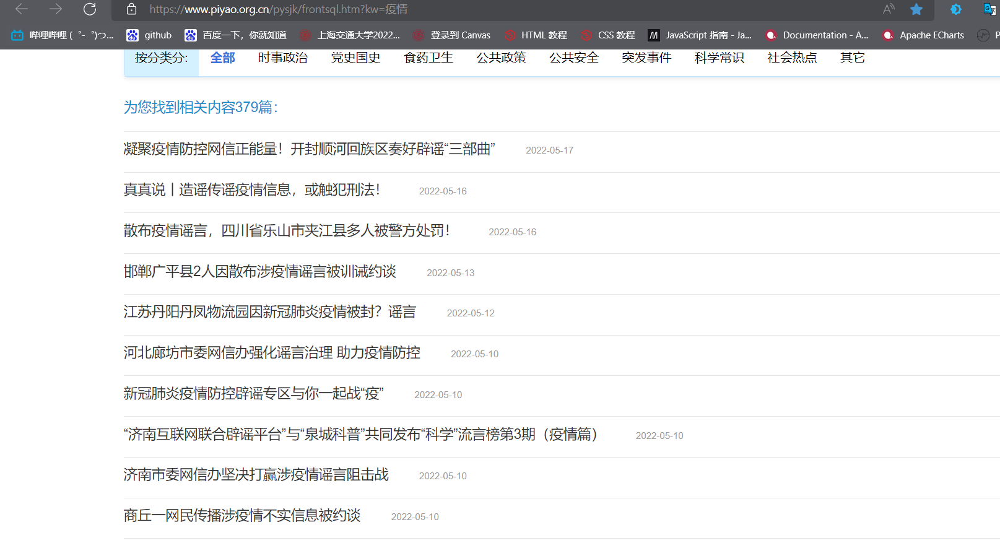 https://www.piyao.org.cn/pysjk/frontsql.htm?kw=疫情
哔哩哔哩 ( ゜- ゜)つ... github 百度一下，你就知道 上海交通大学2022... 登录到 Canvas HTML 教程 CSS 教程 JavaScript 指南 - Ja... Documentation - A... Apache ECharts P
按分类分: 全部 时事政治 党史国史 食药卫生 公共政策 公共安全 突发事件 科学常识 社会热点 其它
为您找到相关内容379篇：
凝聚疫情防控网信正能量！开封顺河回族区奏好辟谣“三部曲” 2022-05-17
真真说丨造谣传谣疫情信息，或触犯刑法！ 2022-05-16
散布疫情谣言，四川省乐山市夹江县多人被警方处罚！ 2022-05-16
邯郸广平县2人因散布涉疫情谣言被训诫约谈 2022-05-13
江苏丹阳丹凤物流园因新冠肺炎疫情被封？谣言 2022-05-12
河北廊坊市委网信办强化谣言治理 助力疫情防控 2022-05-10
新冠肺炎疫情防控辟谣专区与你一起战“疫” 2022-05-10
“济南互联网联合辟谣平台”与“泉城科普”共同发布“科学”流言榜第3期（疫情篇） 2022-05-10
济南市委网信办坚决打赢涉疫情谣言阻击战 2022-05-10
商丘一网民传播涉疫情不实信息被约谈 2022-05-10